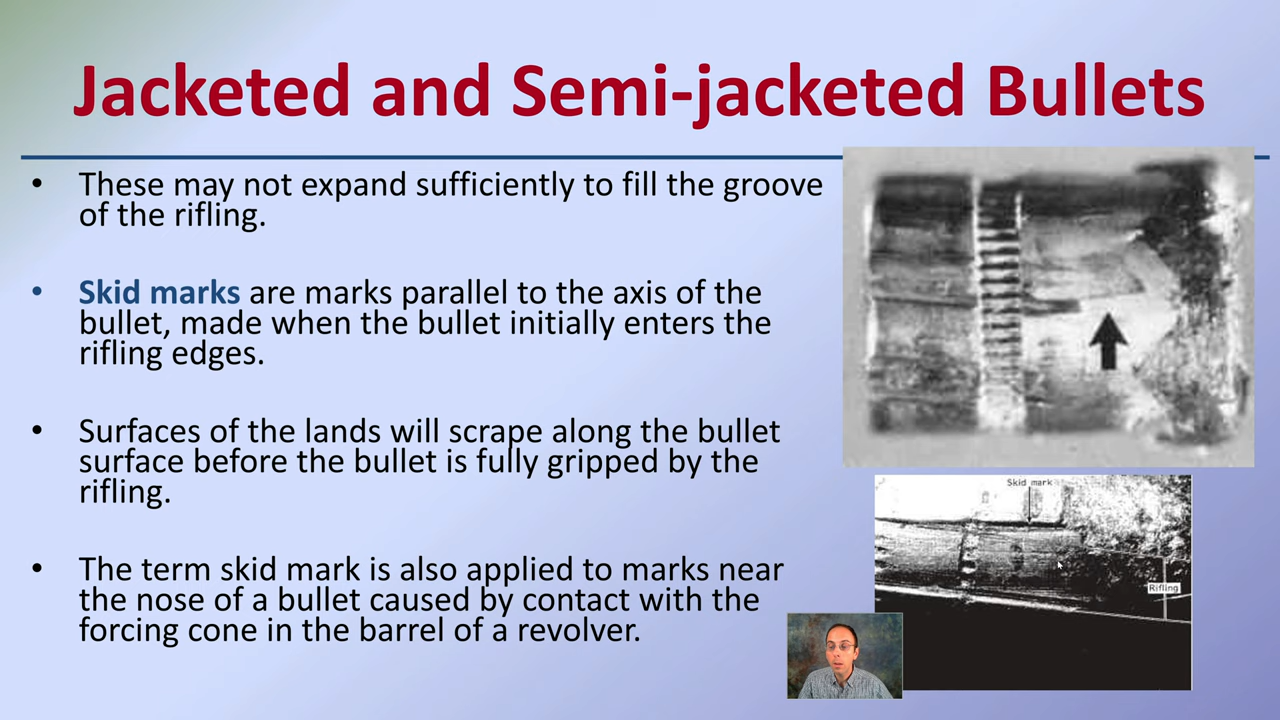 Jacketed and Semi-jacketed Bullets
• These may not expand sufficiently to fill the groove
of the rifling.
• Skid marks are marks parallel to the axis of the
bullet, made when the bullet initially enters the
rifling edges.
• Surfaces of the lands will scrape along the bullet
surface before the bullet is fully gripped by the
rifling.
• The term skid mark is also applied to marks near
the nose of a bullet caused by contact with the
forcing cone in the barrel of a revolver.
Skid mark
Rifling